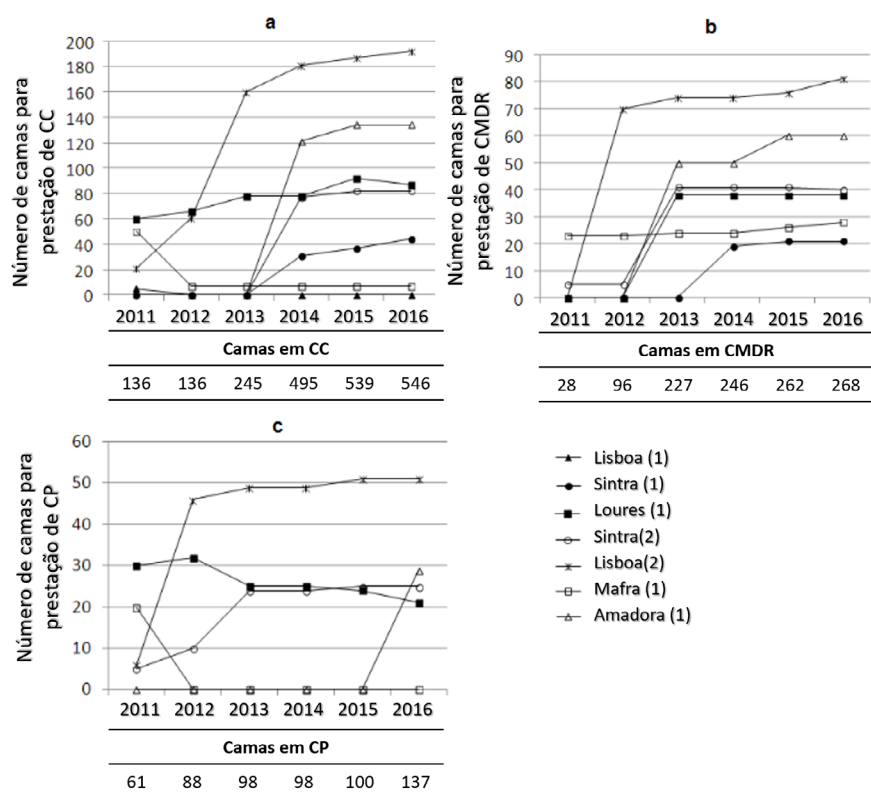 a
Número de camas para
prestação de CC
200
180
160
140
120
100
80
60
40
20
0
2011 2012 2013 2014 2015 2016
Camas em CC
136 136 245 495 539 546
b
Número de camas para
prestação de CMDR
90
80
70
60
50
40
30
20
10
0
2011 2012 2013 2014 2015 2016
Camas em CMDR
28 96 227 246 262 268
c
Número de camas para
prestação de CP
60
50
40
30
20
10
0
2011 2012 2013 2014 2015 2016
Camas em CP
61 88 98 98 100 137
Lisboa (1)
Sintra (1)
Loures (1)
Sintra(2)
Lisboa(2)
Mafra (1)
Amadora (1)